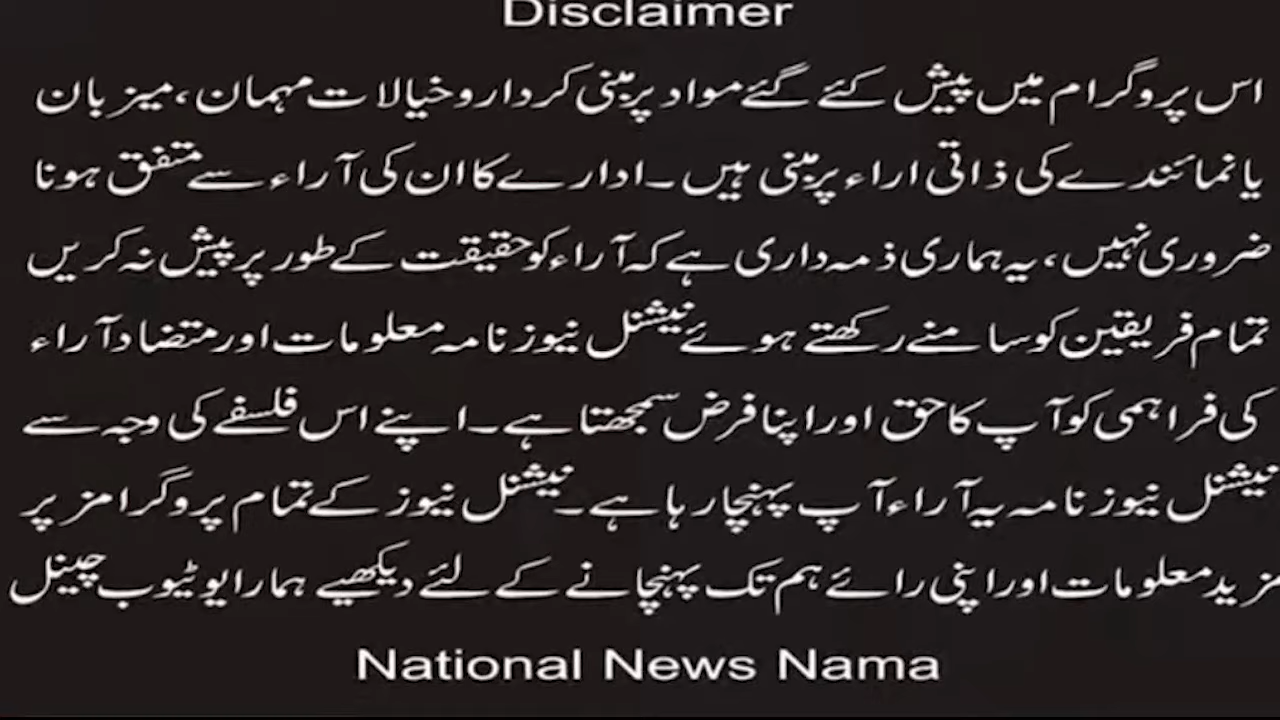 Disclaimer
اس پروگرام میں پیش کئے گئے مواد پر مبنی کردار و خیالات مہمان، میزبان
یا نمائندے کی ذاتی اراء پر مبنی ہیں۔ ادارے کا ان کی آراء سے متفق ہونا
ضروری نہیں، یہ ہماری ذمہ داری ہے کہ آراء کو حقیقت کے طور پر پیش نہ کریں
تمام فریقین کو سامنے رکھتے ہوئے نیشنل نیوز نامہ معلومات اور متضاد آراء
کی فراہمی کو آپ کا حق اور اپنا فرض سمجھتا ہے۔ اپنے اس فلسفے کی وجہ سے
نیشنل نیوز نامہ یہ آراء آپ پہنچا رہا ہے۔ نیشنل نیوز کے تمام پروگرامز پر
مزید معلومات اور اپنی رائے ہم تک پہنچانے کے لئے دیکھیے ہمارا یوٹیوب چینل
National News Nama